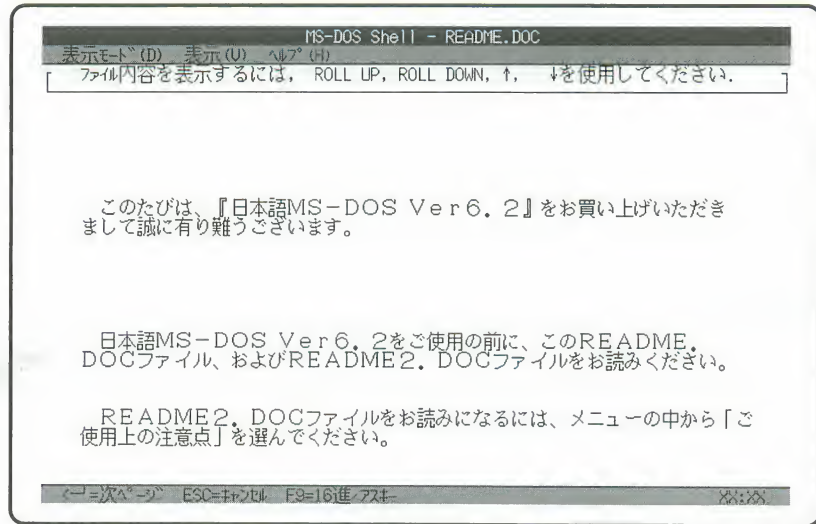 MS-DOS Shell - README.DOC
表示ﾓｰﾄﾞ(D) 表示(V) ﾍﾙﾌﾟ(H)
ﾌｧｲﾙ内容を表示するには, ROLL UP, ROLL DOWN, ↑, ↓を使用してください.
このたびは、『日本語MS-DOS Ver6.2』をお買い上げいただき
まして誠に有り難うございます。
日本語MS-DOS Ver6.2をご使用の前に、このREADME.
DOCファイル、およびREADME2.DOCファイルをお読みください。
README2.DOCファイルをお読みになるには、メニューの中から「ご
使用上の注意点」を選んでください。
<─┘=次ﾍﾟｰｼﾞ ESC=ｷｬﾝｾﾙ F9=16進/ｱｽｷｰ XX:XX